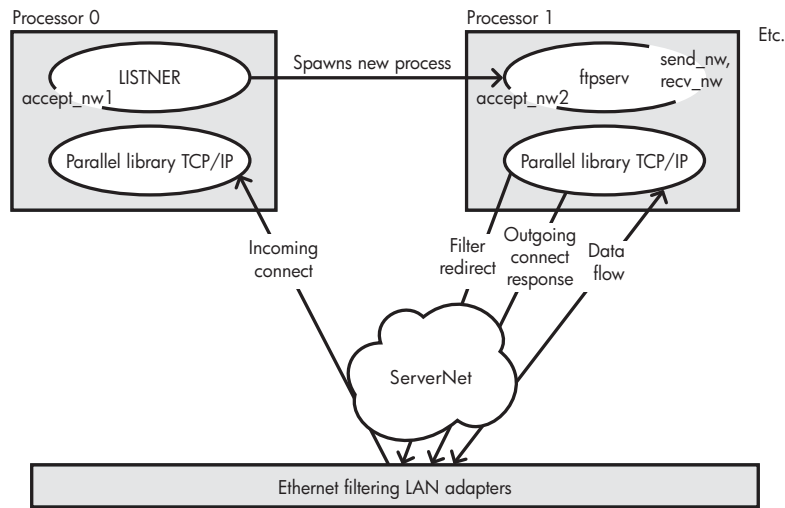 Processor 0
Processor 1
Etc.
LISTNER
accept_nw1
Spawns new process
ftpserv
send_nw,
recv_nw
accept_nw2
Parallel library TCP/IP
Parallel library TCP/IP
Incoming
connect
Filter
redirect
Outgoing
connect
response
Data
flow
ServerNet
Ethernet filtering LAN adapters